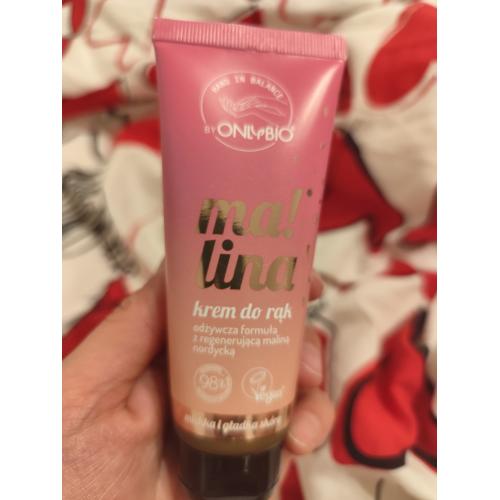 HAND IN BALANCE
BY ONLYBIO
ma!
lina
krem do rąk
odżywcza formuła
z regenerującą maliną
nordycką
98%
Vegan
miękka i gładka skóra